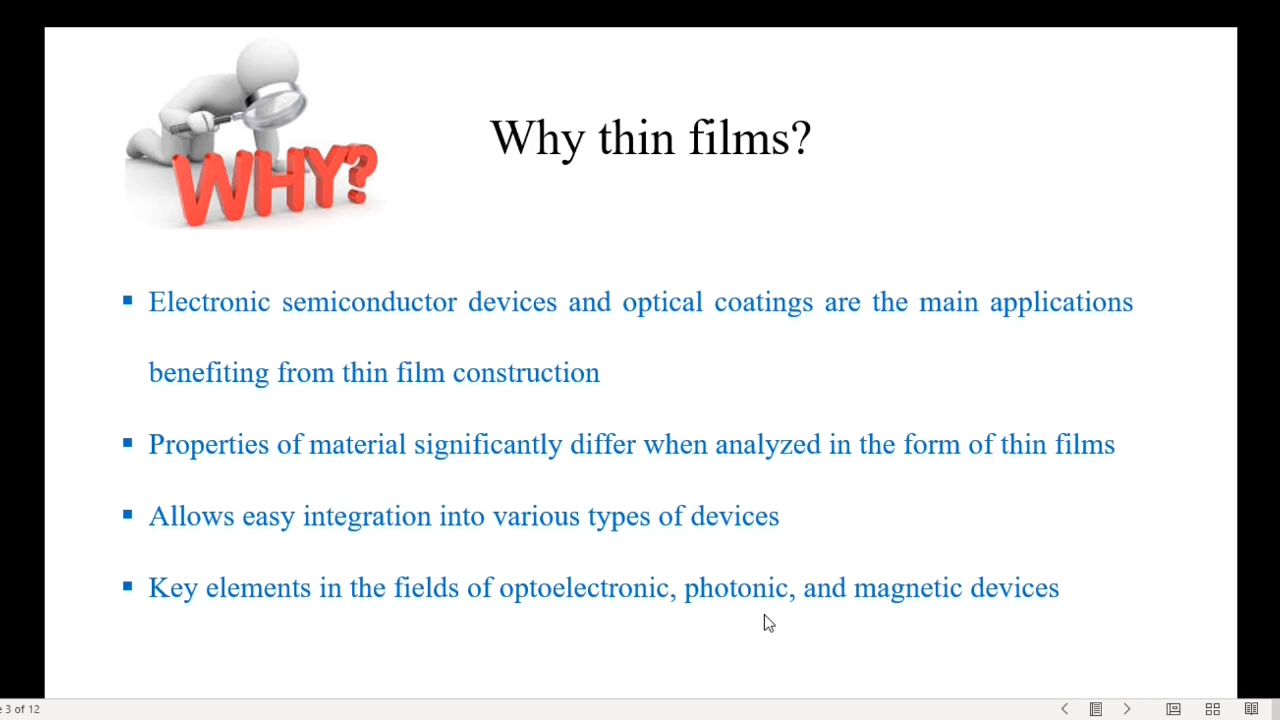 WHY?
Why thin films?
▪ Electronic semiconductor devices and optical coatings are the main applications
benefiting from thin film construction
▪ Properties of material significantly differ when analyzed in the form of thin films
▪ Allows easy integration into various types of devices
▪ Key elements in the fields of optoelectronic, photonic, and magnetic devices
3 of 12